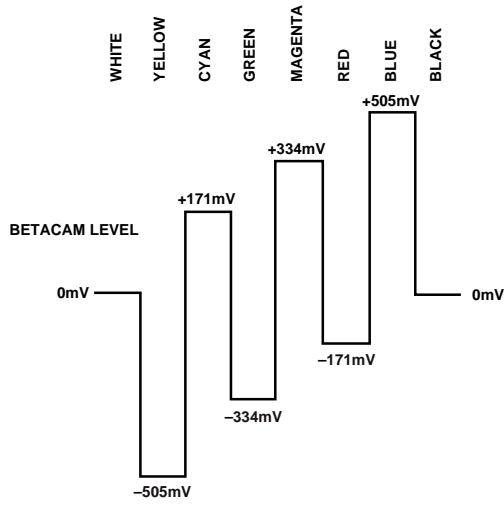 WHITE
YELLOW
CYAN
GREEN
MAGENTA
RED
BLUE
BLACK
+505mV
+334mV
+171mV
BETACAM LEVEL
0mV
0mV
–171mV
–334mV
–505mV